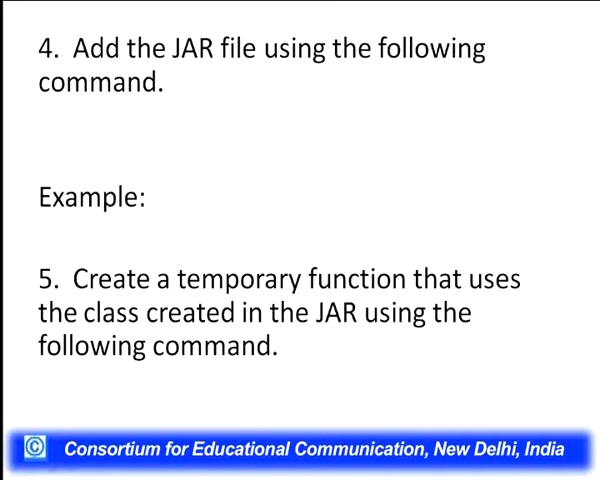 4. Add the JAR file using the following
command.
Example:
5. Create a temporary function that uses
the class created in the JAR using the
following command.
© Consortium for Educational Communication, New Delhi, India